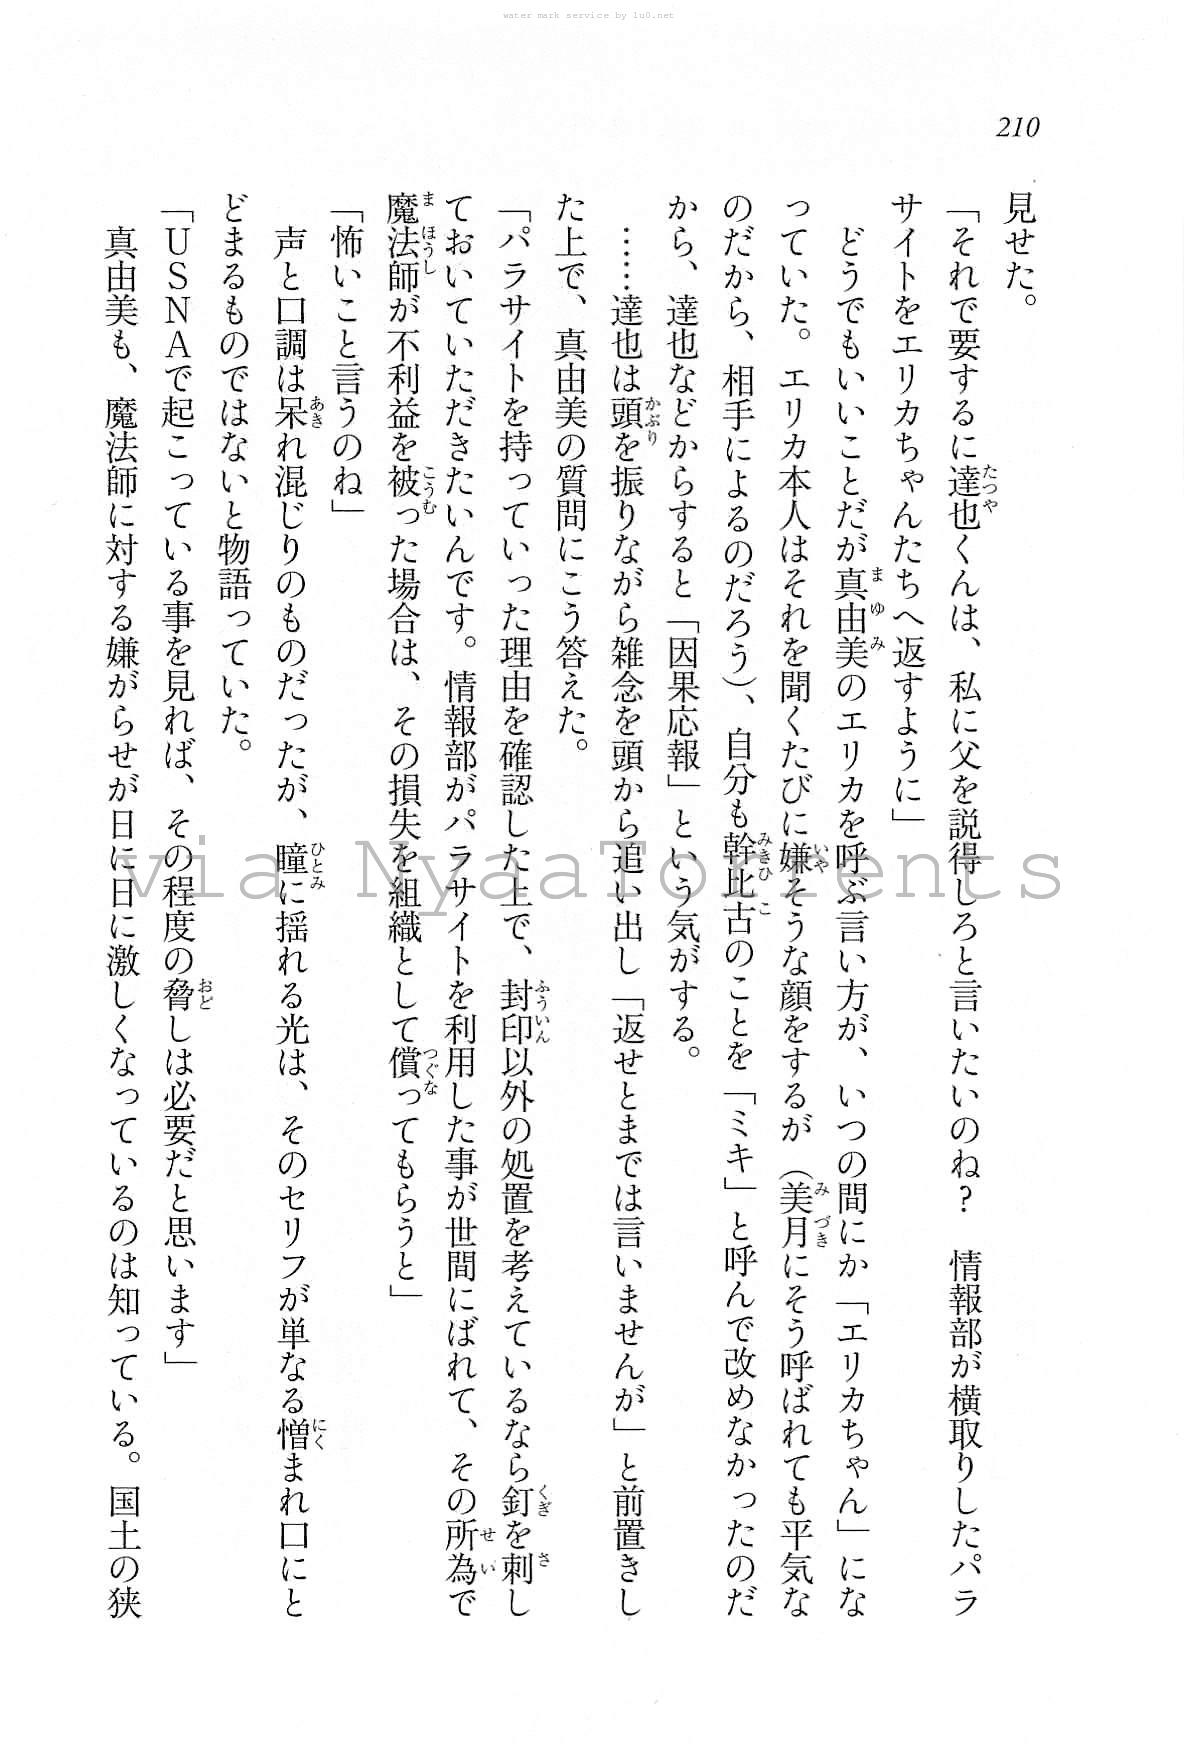 water mark service by lu0.net
210
見せた。
「それで要するに達也くんは、私に父を説得しろと言いたいのね？　情報部が横取りしたパラ
サイトをエリカちゃんたちへ返すように」
　どうでもいいことだが真由美のエリカを呼ぶ言い方が、いつの間にか「エリカちゃん」にな
っていた。エリカ本人はそれを聞くたびに嫌そうな顔をするが（美月にそう呼ばれても平気な
のだから、相手によるのだろう）、自分も幹比古のことを「ミキ」と呼んで改めなかったのだ
から、達也などからすると「因果応報」という気がする。
　……達也は頭を振りながら雑念を頭から追い出し「返せとまでは言いませんが」と前置きし
た上で、真由美の質問にこう答えた。
「パラサイトを持っていった理由を確認した上で、封印以外の処置を考えているなら釘を刺し
ておいていただきたいんです。情報部がパラサイトを利用した事が世間にばれて、その所為で
魔法師が不利益を被った場合は、その損失を組織として償ってもらうと」
「怖いこと言うのね」
　声と口調は呆れ混じりのものだったが、瞳に揺れる光は、そのセリフが単なる憎まれ口にと
どまるものではないと物語っていた。
「ＵＳＮＡで起こっている事を見れば、その程度の脅しは必要だと思います」
　真由美も、魔法師に対する嫌がらせが日に日に激しくなっているのは知っている。国土の狭
via NyaaTorrents